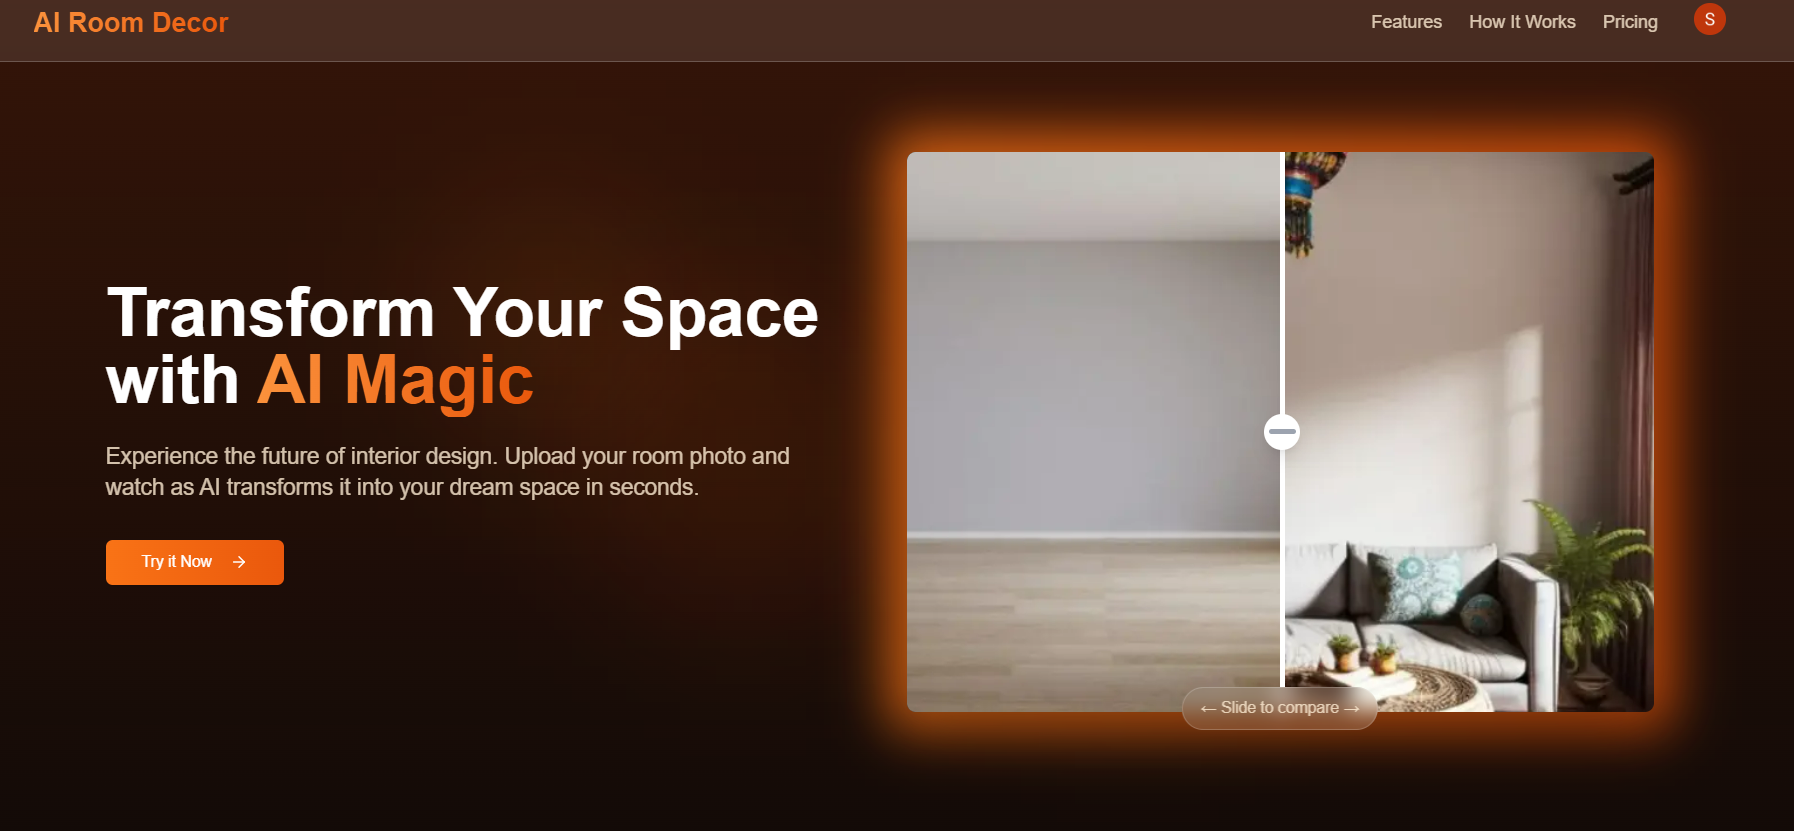 AI Room Decor
Features How It Works Pricing S
Transform Your Space
with AI Magic
Experience the future of interior design. Upload your room photo and
watch as AI transforms it into your dream space in seconds.
Try it Now →
← Slide to compare →